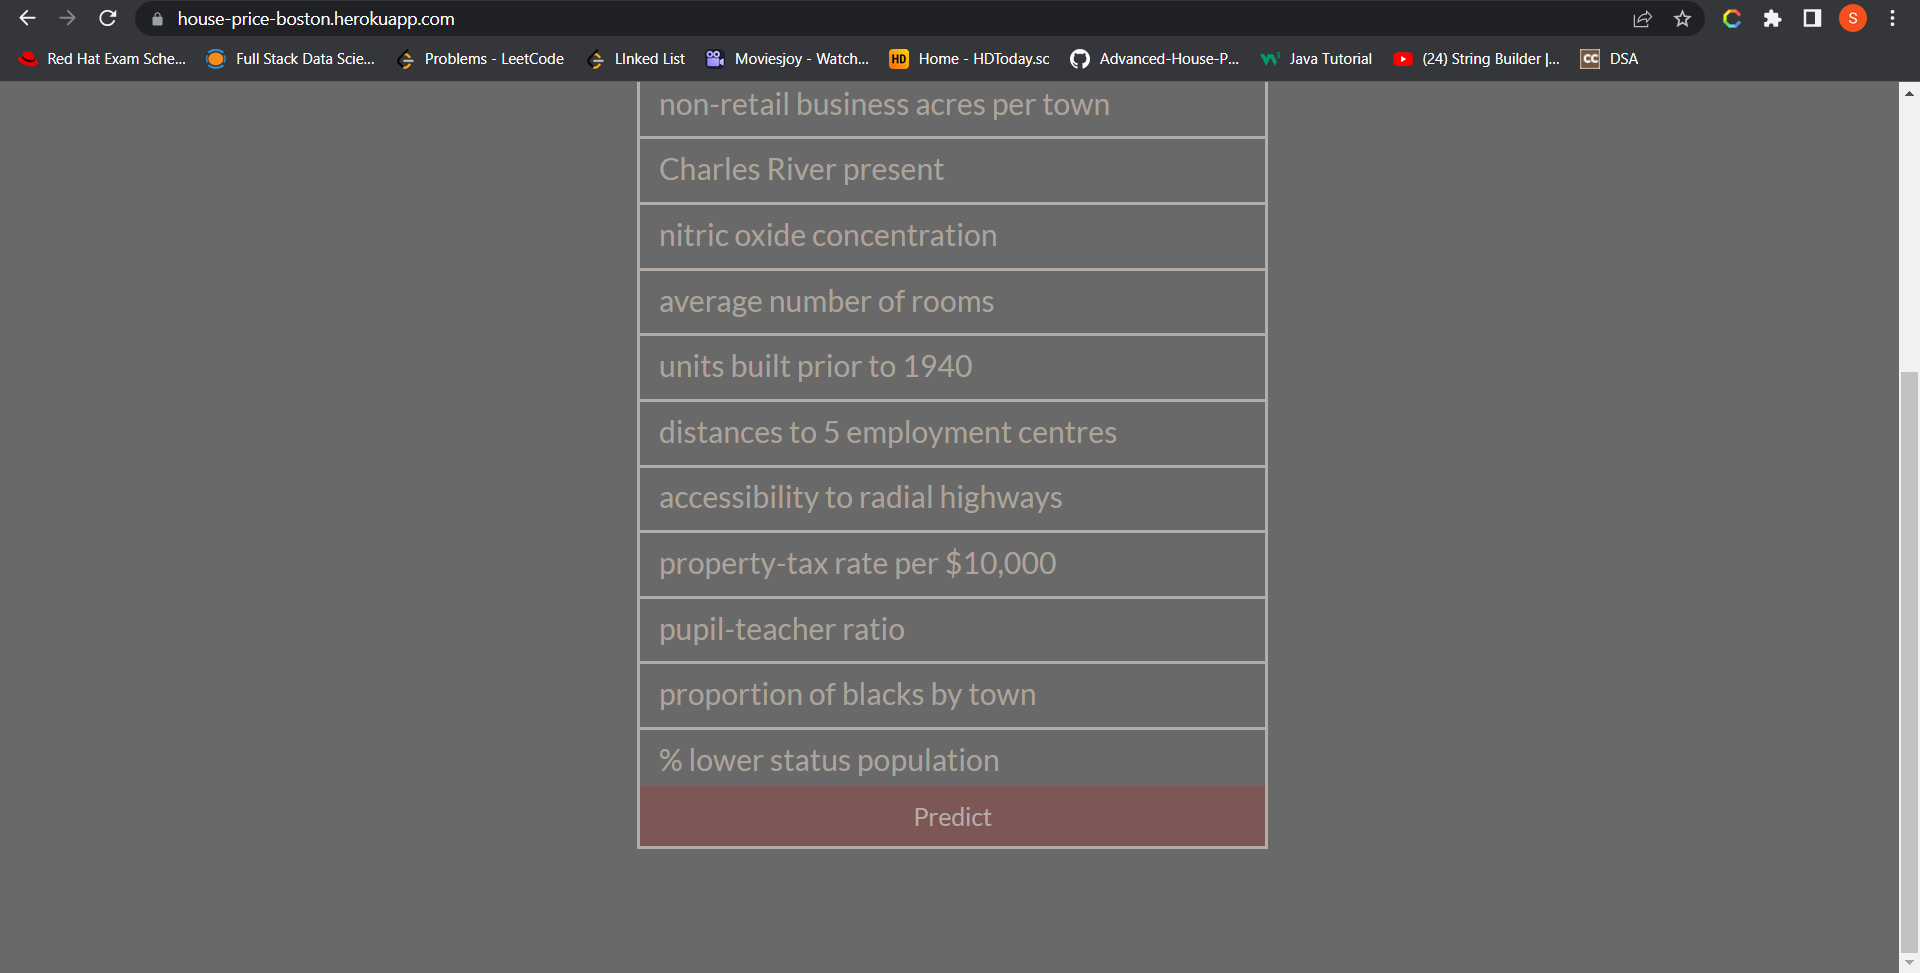 house-price-boston.herokuapp.com
S
Red Hat Exam Sche... Full Stack Data Scie... Problems - LeetCode LInked List Moviesjoy - Watch... HD Home - HDToday.sc Advanced-House-P... Java Tutorial (24) String Builder |... CC DSA
non-retail business acres per town
Charles River present
nitric oxide concentration
average number of rooms
units built prior to 1940
distances to 5 employment centres
accessibility to radial highways
property-tax rate per $10,000
pupil-teacher ratio
proportion of blacks by town
% lower status population
Predict